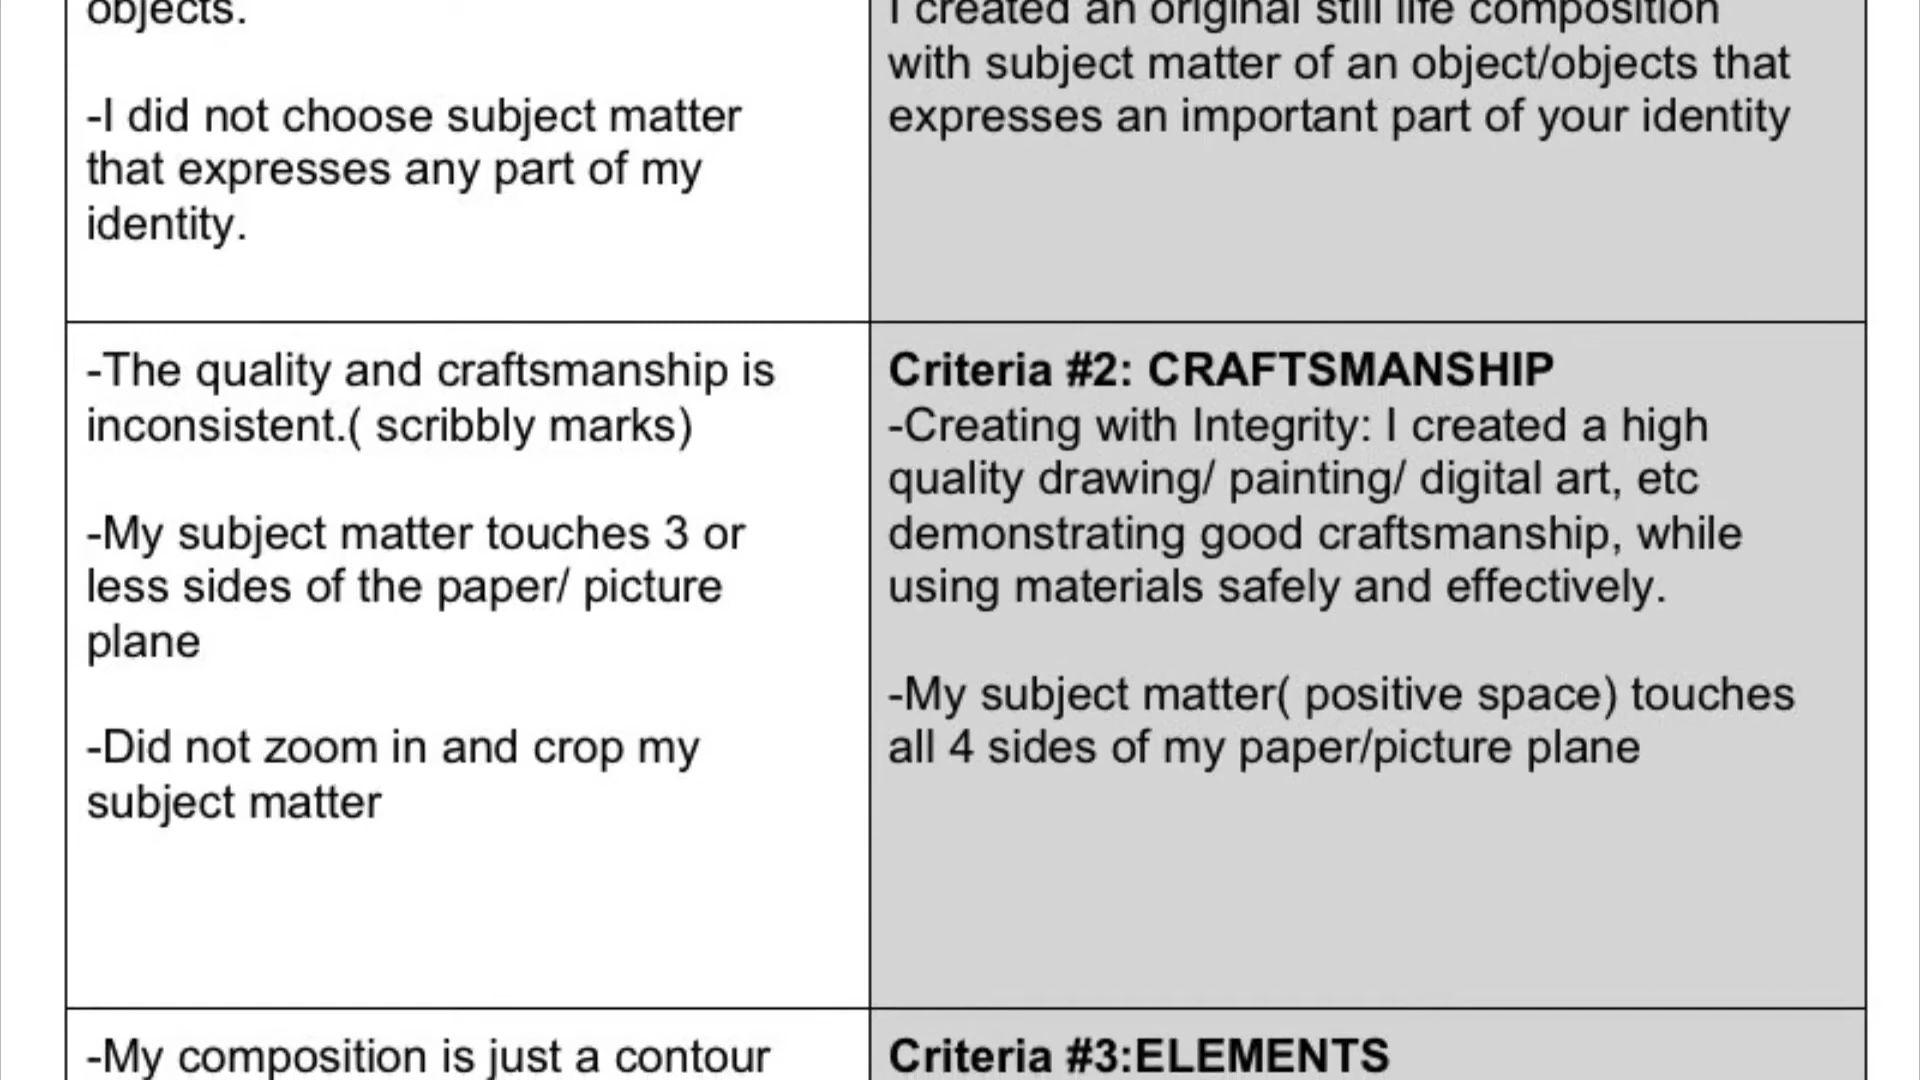 objects.
-I did not choose subject matter
that expresses any part of my
identity.
I created an original still life composition
with subject matter of an object/objects that
expresses an important part of your identity
-The quality and craftsmanship is
inconsistent.( scribbly marks)
-My subject matter touches 3 or
less sides of the paper/ picture
plane
-Did not zoom in and crop my
subject matter
Criteria #2: CRAFTSMANSHIP
-Creating with Integrity: I created a high
quality drawing/ painting/ digital art, etc
demonstrating good craftsmanship, while
using materials safely and effectively.
-My subject matter( positive space) touches
all 4 sides of my paper/picture plane
-My composition is just a contour
Criteria #3:ELEMENTS